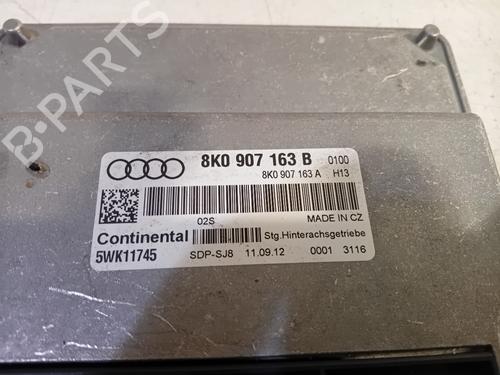 B-PARTS
8K0 907 163 B 0100
8K0 907 163 A H13
02S MADE IN CZ
Continental Stg.Hinterachsgetriebe
5WK11745 SDP-SJ8 11.09.12 0001 3116